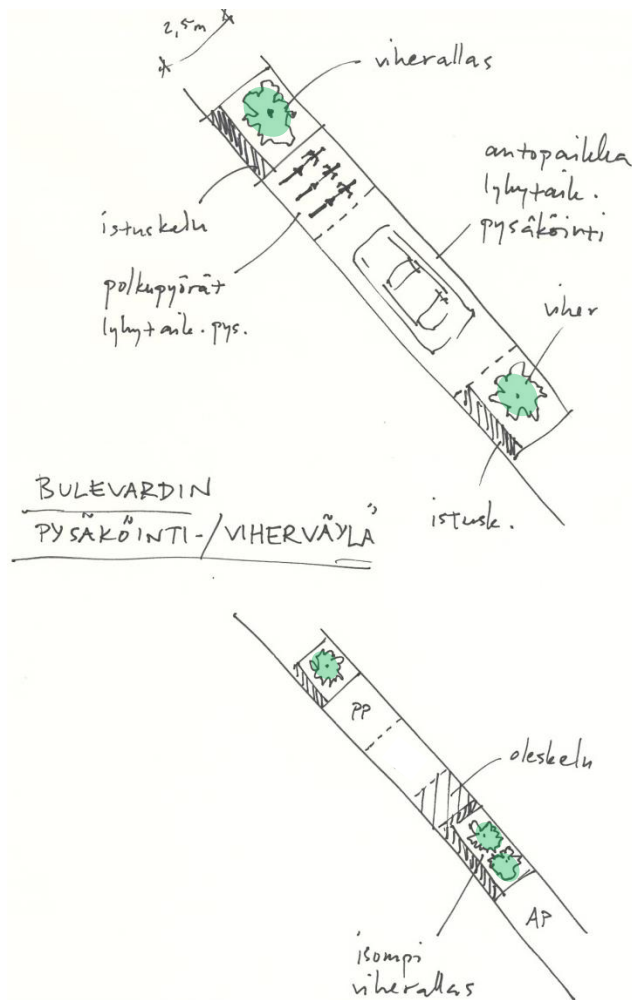 2,5m
viherallas
antopaikka
lyhytaik.
pysäköinti
istuskelu
polkupyörät
lyhytaik. pys.
viher
istusk.
BULEVARDIN
PYSÄKÖINTI-/VIHERVÄYLÄ
PP
oleskelu
AP
isompi
viherallas